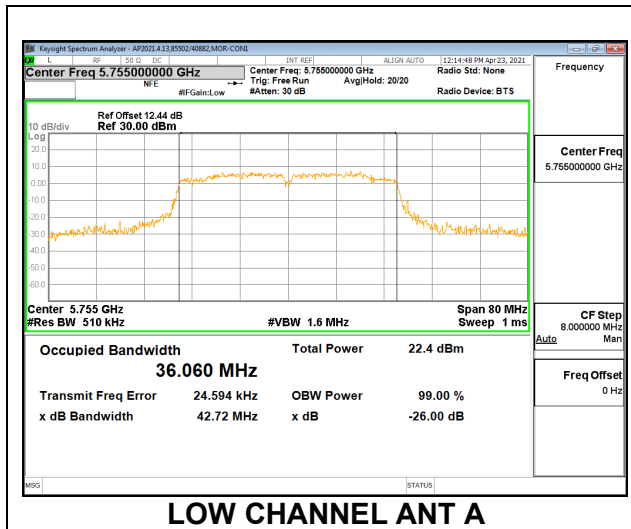 Keysight Spectrum Analyzer - AP2021.4.13,85502/40882,MOR-CON1
L RF 50 Ω DC INT REF ALIGN AUTO 12:14:48 PM Apr 23, 2021
Center Freq 5.755000000 GHz
NFE
#IFGain:Low
Center Freq: 5.755000000 GHz
Trig: Free Run Avg|Hold: 20/20
#Atten: 30 dB
Radio Std: None
Radio Device: BTS
Frequency
Ref Offset 12.44 dB
10 dB/div Ref 30.00 dBm
Log
20.0
10.0
0.00
-10.0
-20.0
-30.0
-40.0
-50.0
-60.0
Center Freq
5.755000000 GHz
Center 5.755 GHz Span 80 MHz
#Res BW 510 kHz #VBW 1.6 MHz Sweep 1 ms
CF Step
8.000000 MHz
Auto Man
Freq Offset
0 Hz
Occupied Bandwidth Total Power 22.4 dBm
36.060 MHz
Transmit Freq Error 24.594 kHz OBW Power 99.00 %
x dB Bandwidth 42.72 MHz x dB -26.00 dB
MSG STATUS
LOW CHANNEL ANT A